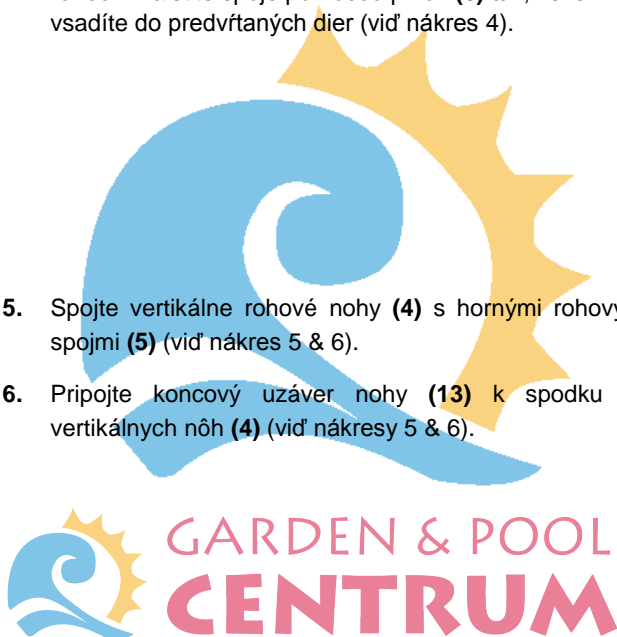 vsadíte do predvŕtaných dier (viď nákres 4).
5. Spojte vertikálne rohové nohy (4) s hornými
spojmi (5) (viď nákres 5 & 6).
6. Pripojte koncový uzáver nohy (13) k spodku
vertikálnych nôh (4) (viď nákresy 5 & 6).
GARDEN & POOL
CENTRUM